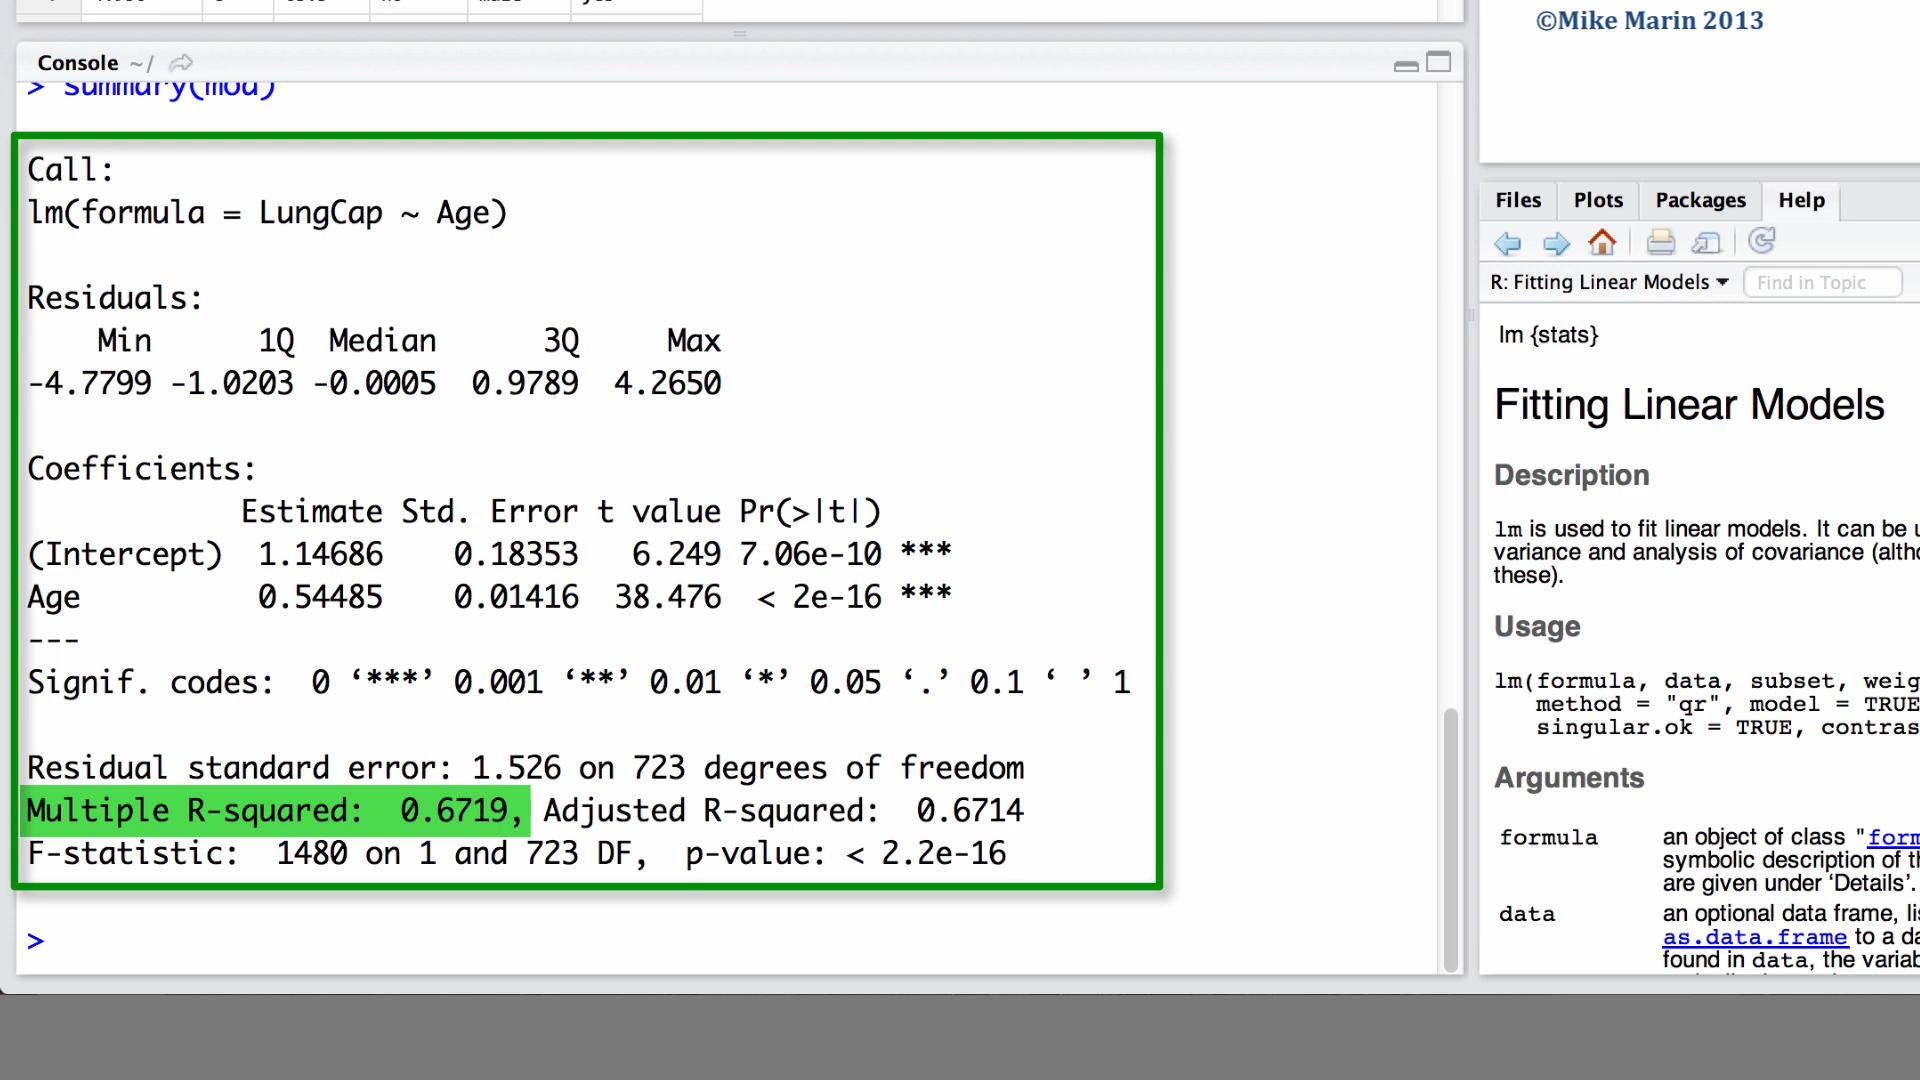 ©Mike Marin 2013
Console ~/
> summary(mod)
Call:
lm(formula = LungCap ~ Age)
Residuals:
Min 1Q Median 3Q Max
-4.7799 -1.0203 -0.0005 0.9789 4.2650
Coefficients:
Estimate Std. Error t value Pr(>|t|)
(Intercept) 1.14686 0.18353 6.249 7.06e-10 ***
Age 0.54485 0.01416 38.476 < 2e-16 ***
---
Signif. codes: 0 ‘***’ 0.001 ‘**’ 0.01 ‘*’ 0.05 ‘.’ 0.1 ‘ ’ 1
Residual standard error: 1.526 on 723 degrees of freedom
Multiple R-squared: 0.6719, Adjusted R-squared: 0.6714
F-statistic: 1480 on 1 and 723 DF, p-value: < 2.2e-16
>
Files Plots Packages Help
R: Fitting Linear Models Find in Topic
lm {stats}
Fitting Linear Models
Description
lm is used to fit linear models. It can be
variance and analysis of covariance
these).
Usage
lm(formula, data, subset,
method = "qr", model = TRUE
singular.ok = TRUE,
Arguments
formula an object of class "
symbolic description of
are given under ‘Details’.
data an optional data frame,
as.data.frame to a
found in data, the